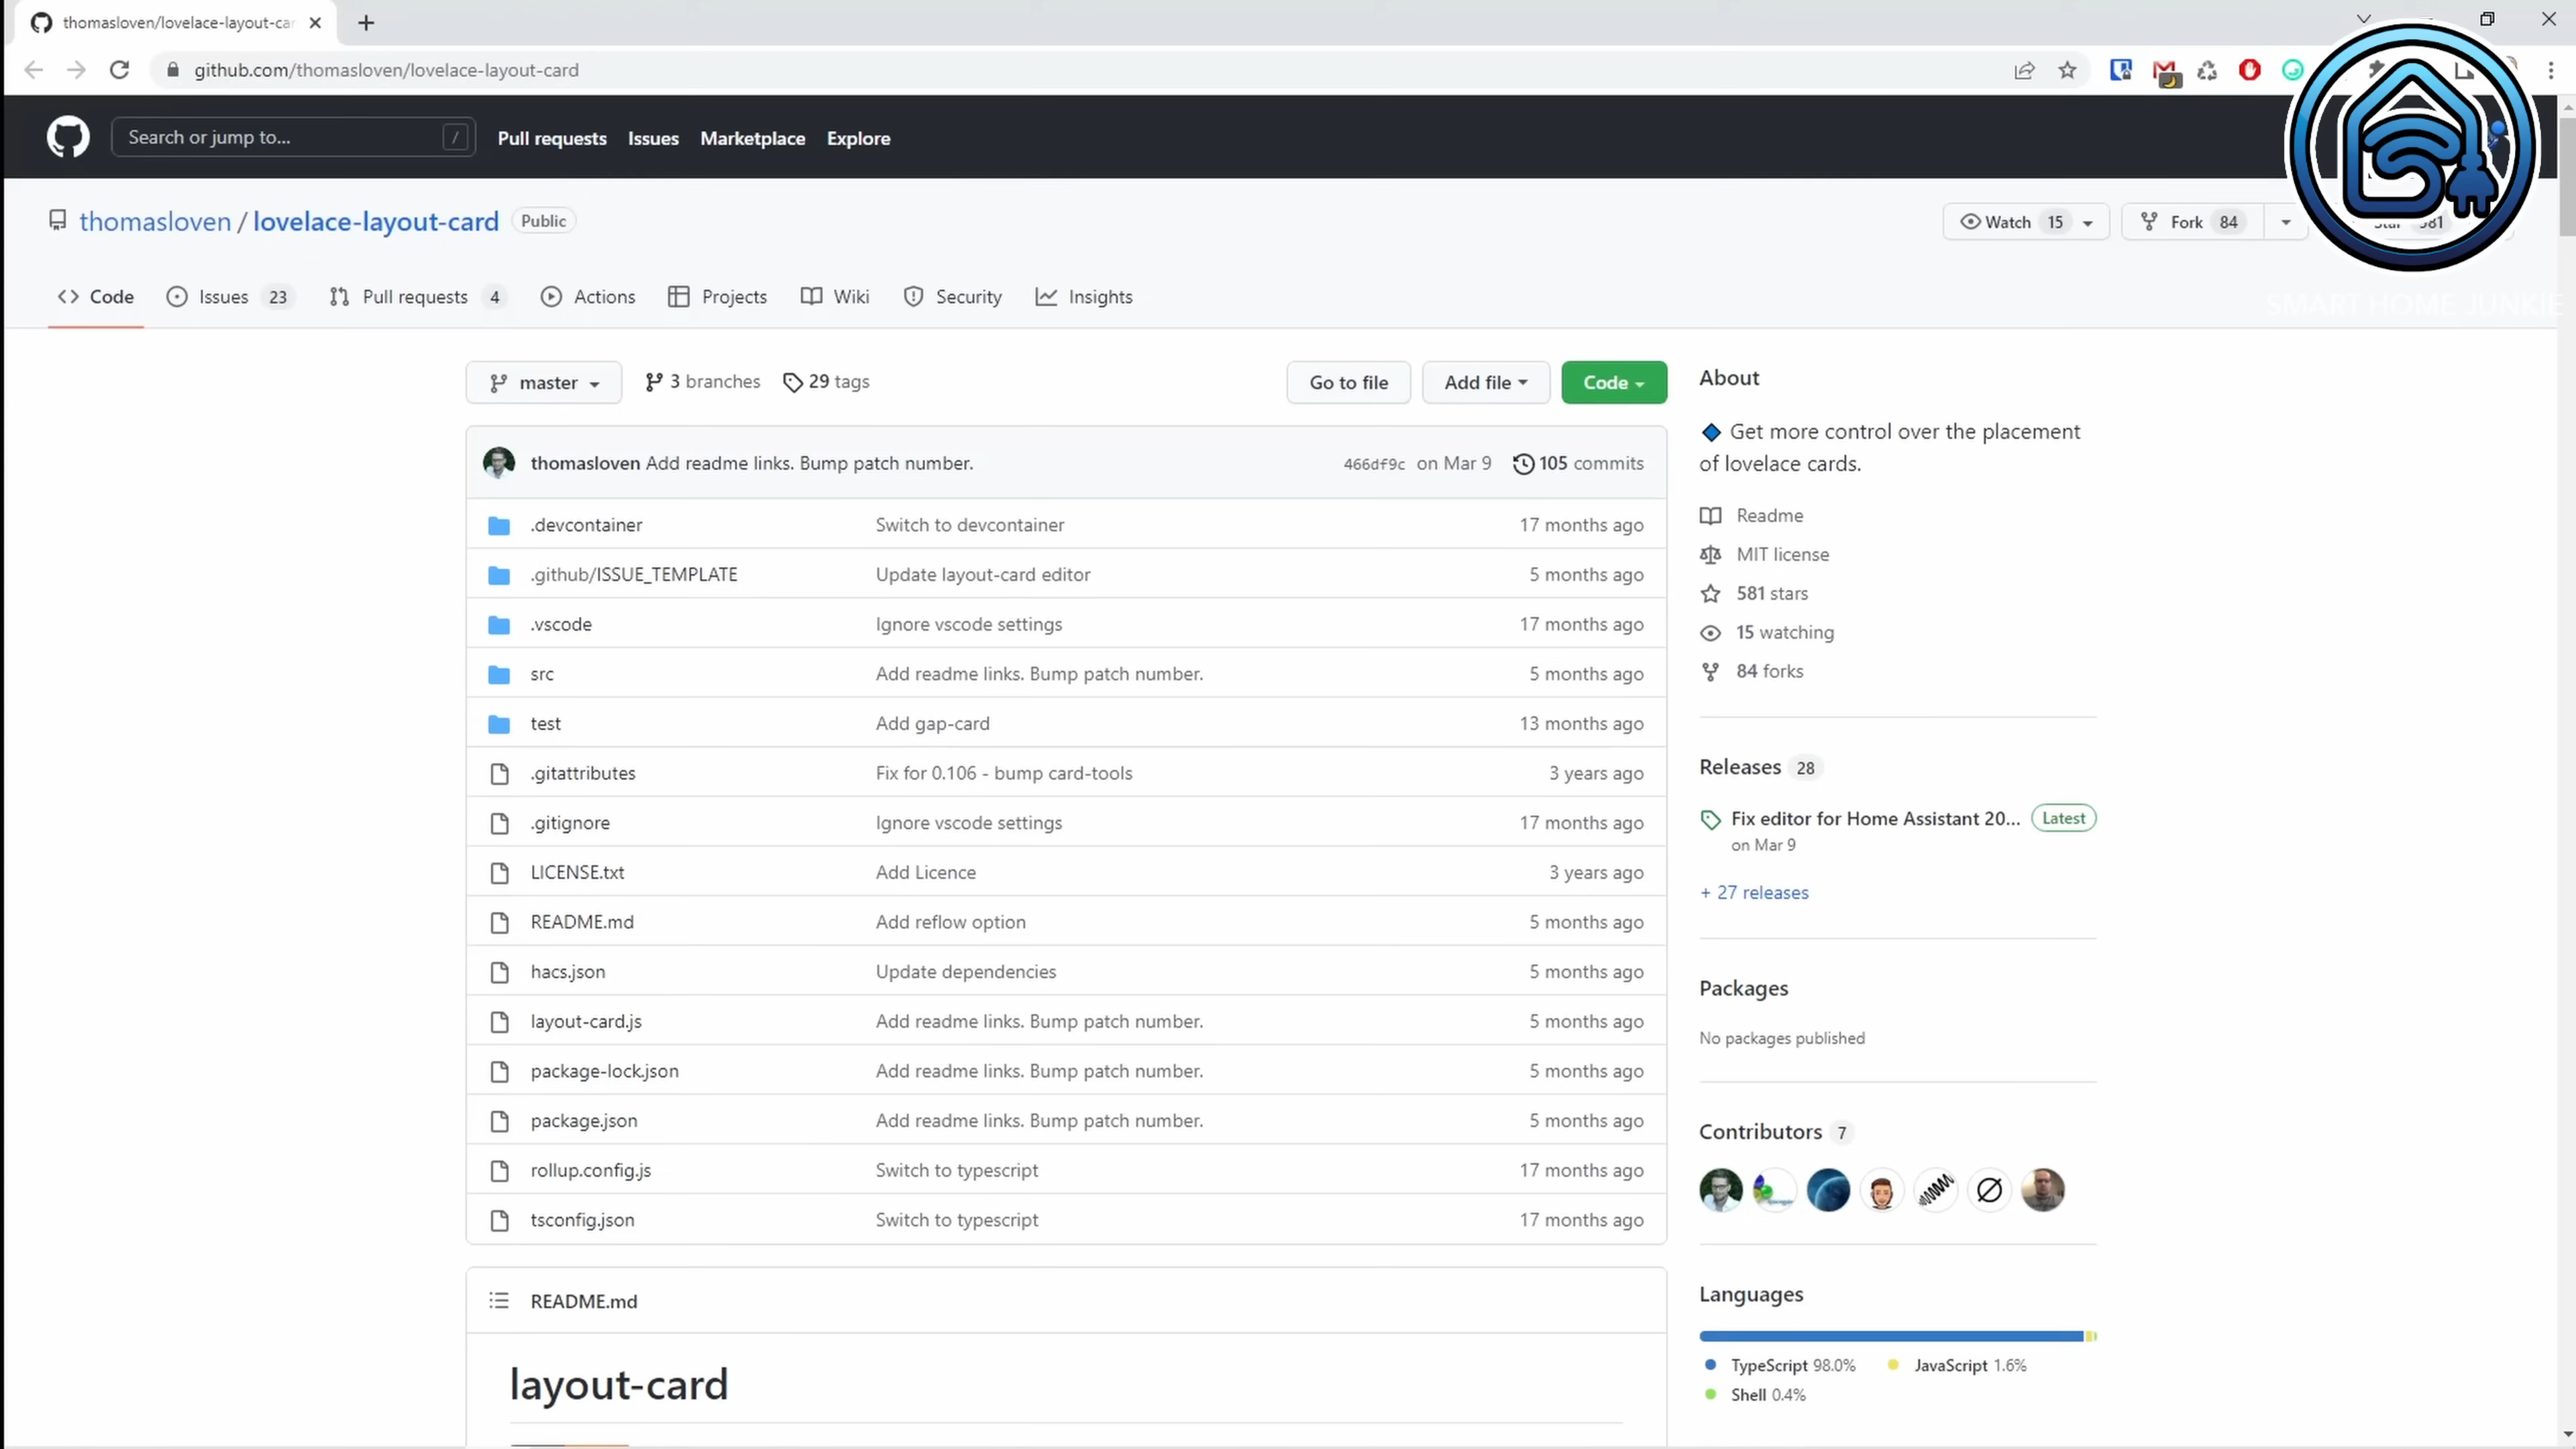 thomasloven/lovelace-layout-car
github.com/thomasloven/lovelace-layout-card
Search or jump to... /
Pull requests Issues Marketplace Explore
thomasloven / lovelace-layout-card Public
Watch 15 Fork 84 Star 581
Code Issues 23 Pull requests 4 Actions Projects Wiki Security Insights
SMART HOME JUNKIE
master 3 branches 29 tags Go to file Add file Code
thomasloven Add readme links. Bump patch number. 466df9c on Mar 9 105 commits
.devcontainer Switch to devcontainer 17 months ago
.github/ISSUE_TEMPLATE Update layout-card editor 5 months ago
.vscode Ignore vscode settings 17 months ago
src Add readme links. Bump patch number. 5 months ago
test Add gap-card 13 months ago
.gitattributes Fix for 0.106 - bump card-tools 3 years ago
.gitignore Ignore vscode settings 17 months ago
LICENSE.txt Add Licence 3 years ago
README.md Add reflow option 5 months ago
hacs.json Update dependencies 5 months ago
layout-card.js Add readme links. Bump patch number. 5 months ago
package-lock.json Add readme links. Bump patch number. 5 months ago
package.json Add readme links. Bump patch number. 5 months ago
rollup.config.js Switch to typescript 17 months ago
tsconfig.json Switch to typescript 17 months ago
README.md
layout-card
About
Get more control over the placement
of lovelace cards.
Readme
MIT license
581 stars
15 watching
84 forks
Releases 28
Fix editor for Home Assistant 20... Latest
on Mar 9
+ 27 releases
Packages
No packages published
Contributors 7
Languages
TypeScript 98.0% JavaScript 1.6%
Shell 0.4%